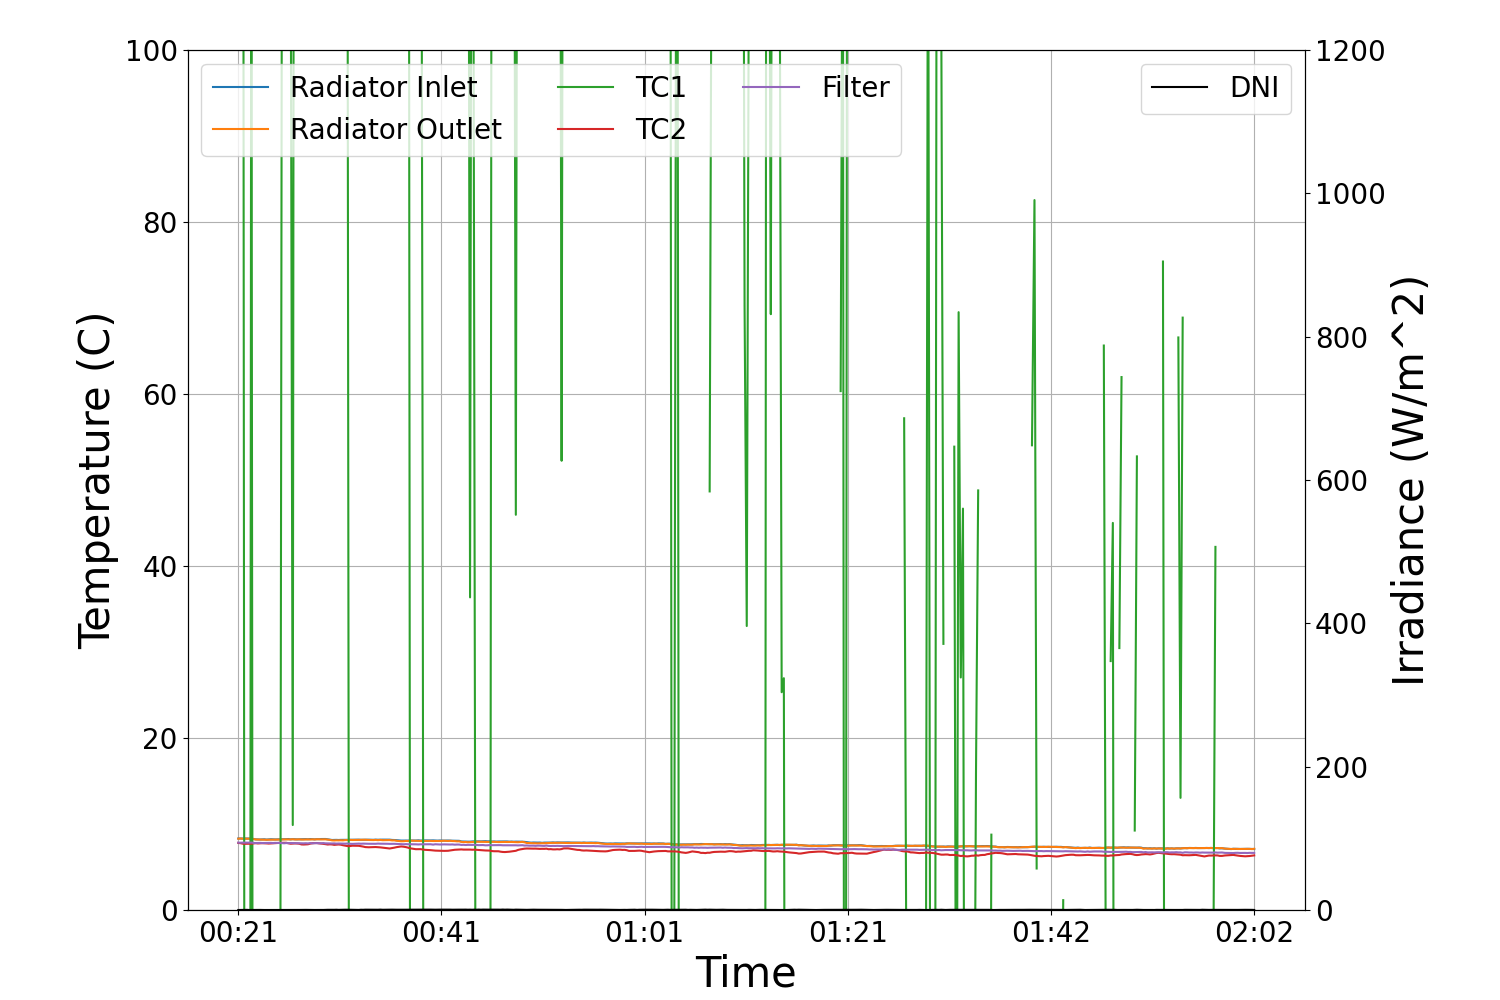 Radiator Inlet
Radiator Outlet
TC1
TC2
Filter
DNI
100
80
60
40
20
0
Temperature (C)
1200
1000
800
600
400
200
0
Irradiance (W/m^2)
00:21 00:41 01:01 01:21 01:42 02:02
Time